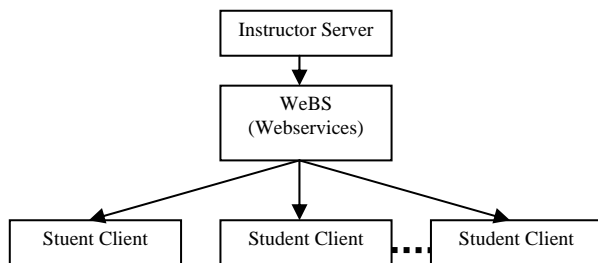 Instructor Server
WeBS
(Webservices)
Stuent Client
Student Client
Student Client